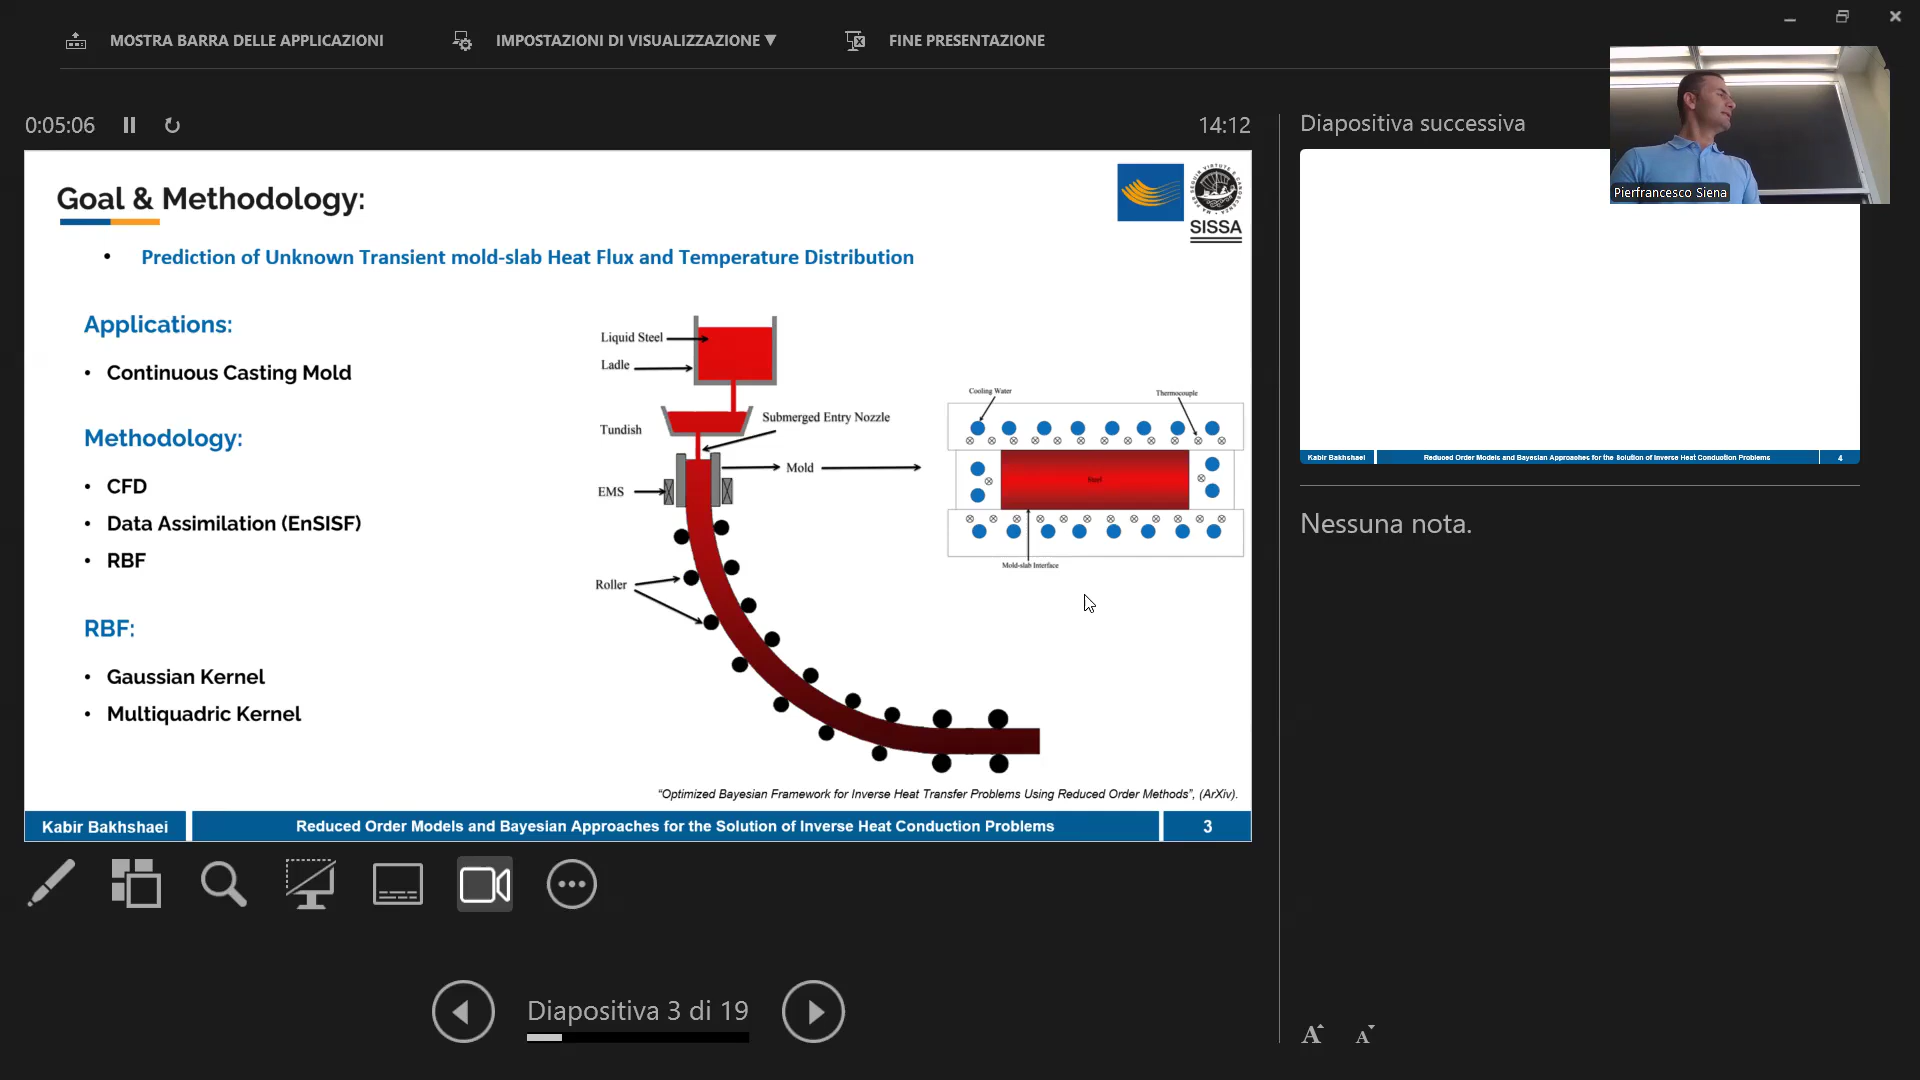 MOSTRA BARRA DELLE APPLICAZIONI
IMPOSTAZIONI DI VISUALIZZAZIONE ▼
FINE PRESENTAZIONE
0:05:06
14:12
Diapositiva successiva
Pierfrancesco Siena
Goal & Methodology:
SISSA
• Prediction of Unknown Transient mold-slab Heat Flux and Temperature Distribution
Applications:
• Continuous Casting Mold
Methodology:
• CFD
• Data Assimilation (EnSISF)
• RBF
RBF:
• Gaussian Kernel
• Multiquadric Kernel
Liquid Steel
Ladle
Submerged Entry Nozzle
Tundish
Mold
EMS
Roller
Cooling Water
Thermocouple
Steel
Mold-slab Interface
“Optimized Bayesian Framework for Inverse Heat Transfer Problems Using Reduced Order Methods”, (ArXiv).
Kabir Bakhshaei
Reduced Order Models and Bayesian Approaches for the Solution of Inverse Heat Conduction Problems
3
Kabir Bakhshaei
Reduced Order Models and Bayesian Approaches for the Solution of Inverse Heat Conduction Problems
4
Nessuna nota.
Diapositiva 3 di 19
A A